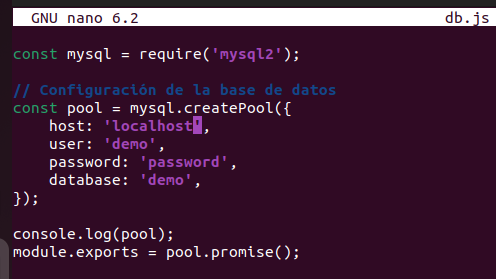 GNU nano 6.2 db.js
const mysql = require('mysql2');
// Configuración de la base de datos
const pool = mysql.createPool({
    host: 'localhost',
    user: 'demo',
    password: 'password',
    database: 'demo',
});
console.log(pool);
module.exports = pool.promise();